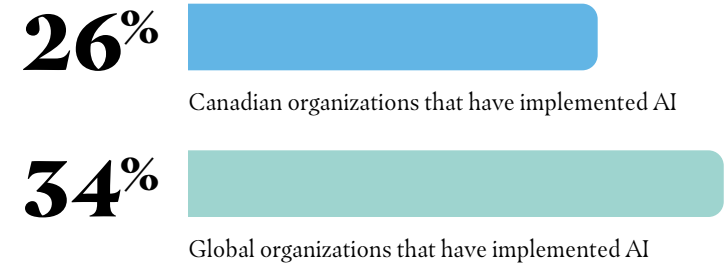 26%
Canadian organizations that have implemented AI
34%
Global organizations that have implemented AI